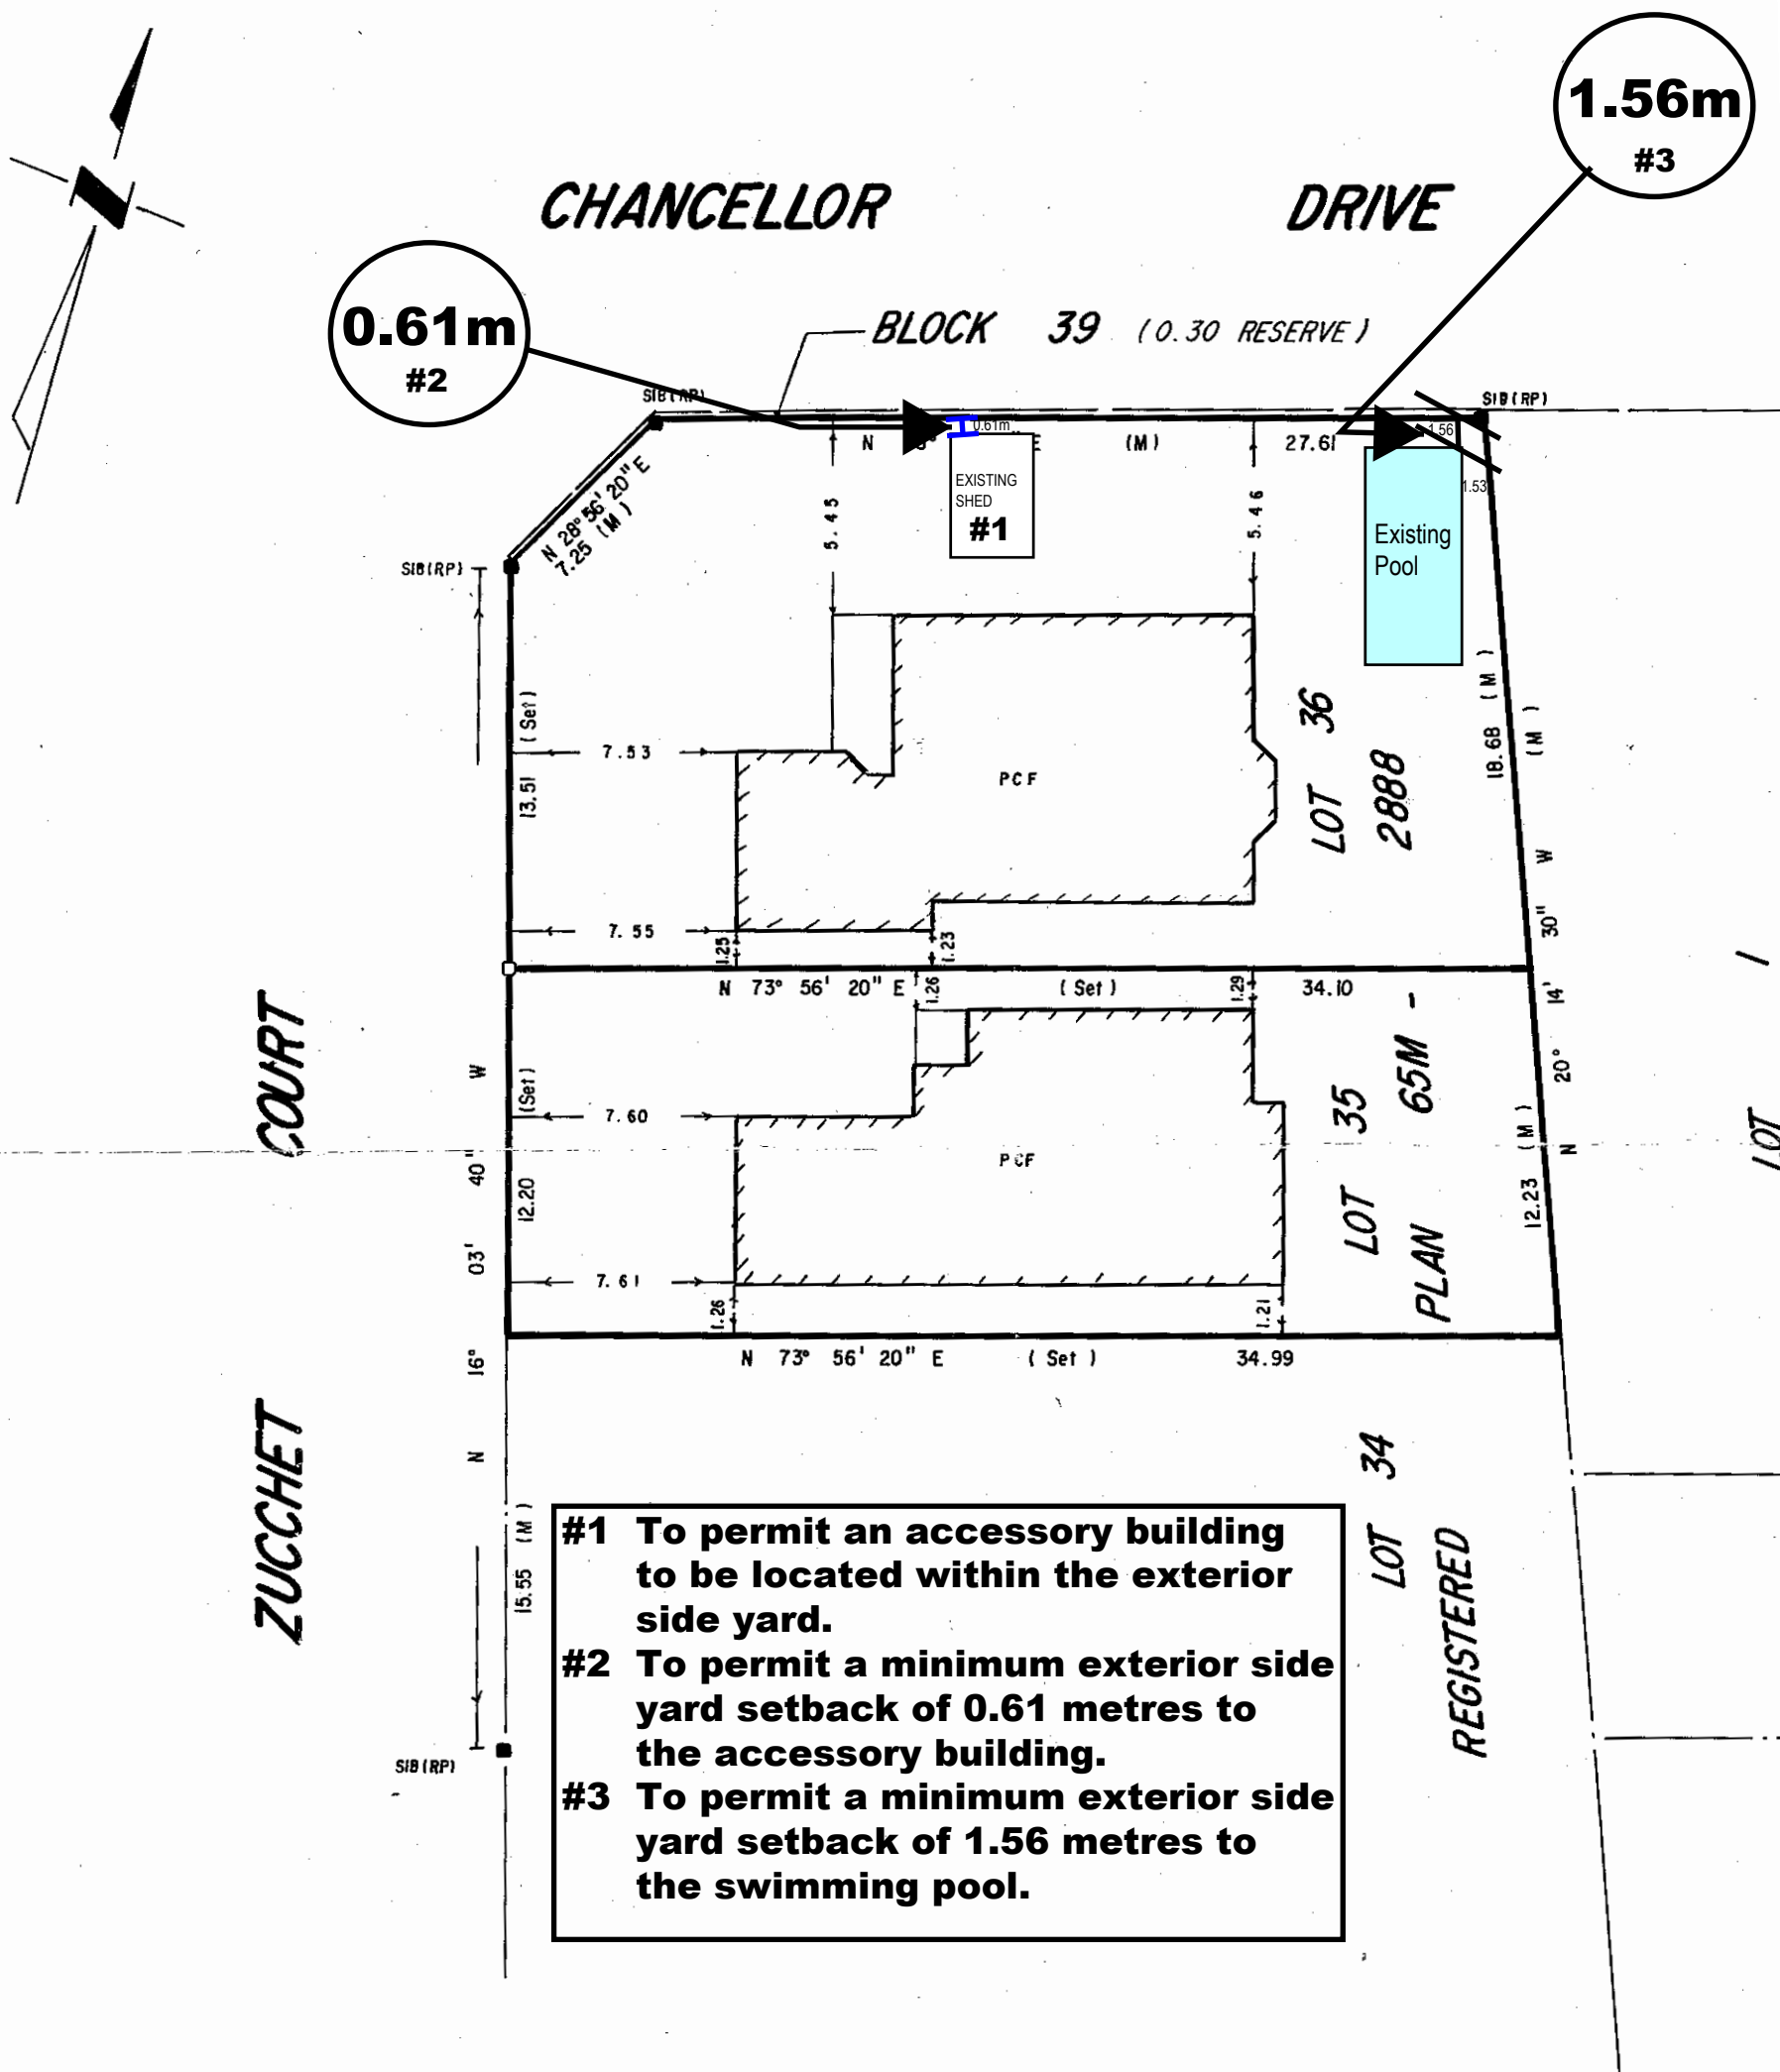 1.56m
#3
CHANCELLOR DRIVE
0.61m
#2
BLOCK 39 (0.30 RESERVE)
SIB(RP)
SIB(RP)
0.61m
N E (M) 27.61
1.56
N 28° 56' 20" E
7.25 (M)
5.45
EXISTING
SHED
#1
5.46
1.53
Existing
Pool
SIB(RP)
13.51 (Set)
7.53
PCF
LOT 36
2888
18.68 (M)
(M)
7.55
1.25
1.23
N 73° 56' 20" E (Set) 34.10
1.26
1.29
N 20° 14' 30" W
LOT 1
ZUCCHET COURT
N 16° 03' 40" W
12.20 (Set)
7.60
PCF
LOT 35
PLAN 65M -
12.23 (M)
7.61
1.26
1.21
N 73° 56' 20" E (Set) 34.99
LOT 34
REGISTERED
15.55 (M)
SIB(RP)
#1 To permit an accessory building
to be located within the exterior
side yard.
#2 To permit a minimum exterior side
yard setback of 0.61 metres to
the accessory building.
#3 To permit a minimum exterior side
yard setback of 1.56 metres to
the swimming pool.